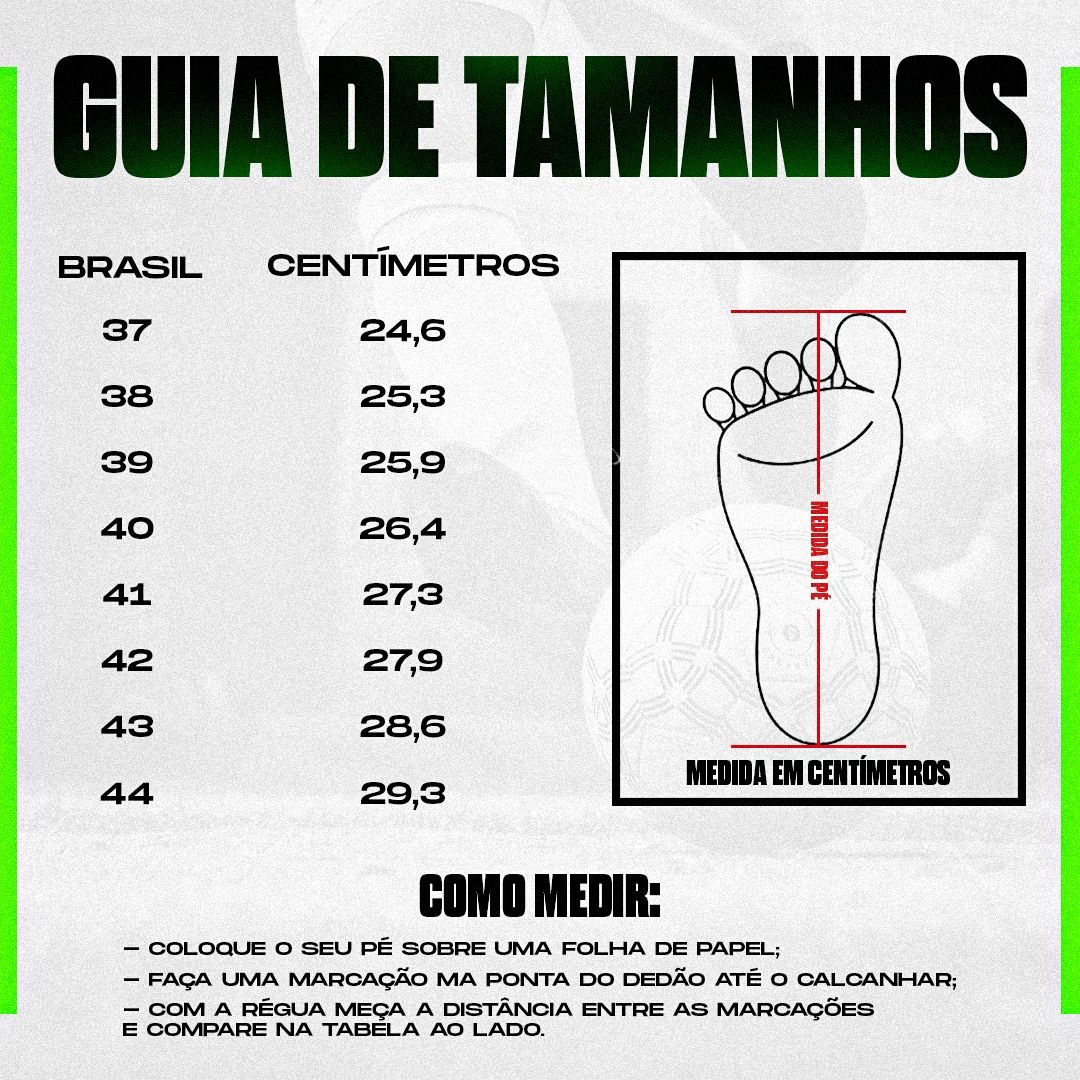 GUIA DE TAMANHOS
BRASIL CENTÍMETROS
37 24,6
38 25,3
39 25,9
40 26,4
41 27,3
42 27,9
43 28,6
44 29,3
MEDIDA DO PÉ
MEDIDA EM CENTÍMETROS
COMO MEDIR:
– COLOQUE O SEU PÉ SOBRE UMA FOLHA DE PAPEL;
– FAÇA UMA MARCAÇÃO MA PONTA DO DEDÃO ATÉ O CALCANHAR;
– COM A RÉGUA MEÇA A DISTÂNCIA ENTRE AS MARCAÇÕES
E COMPARE NA TABELA AO LADO.